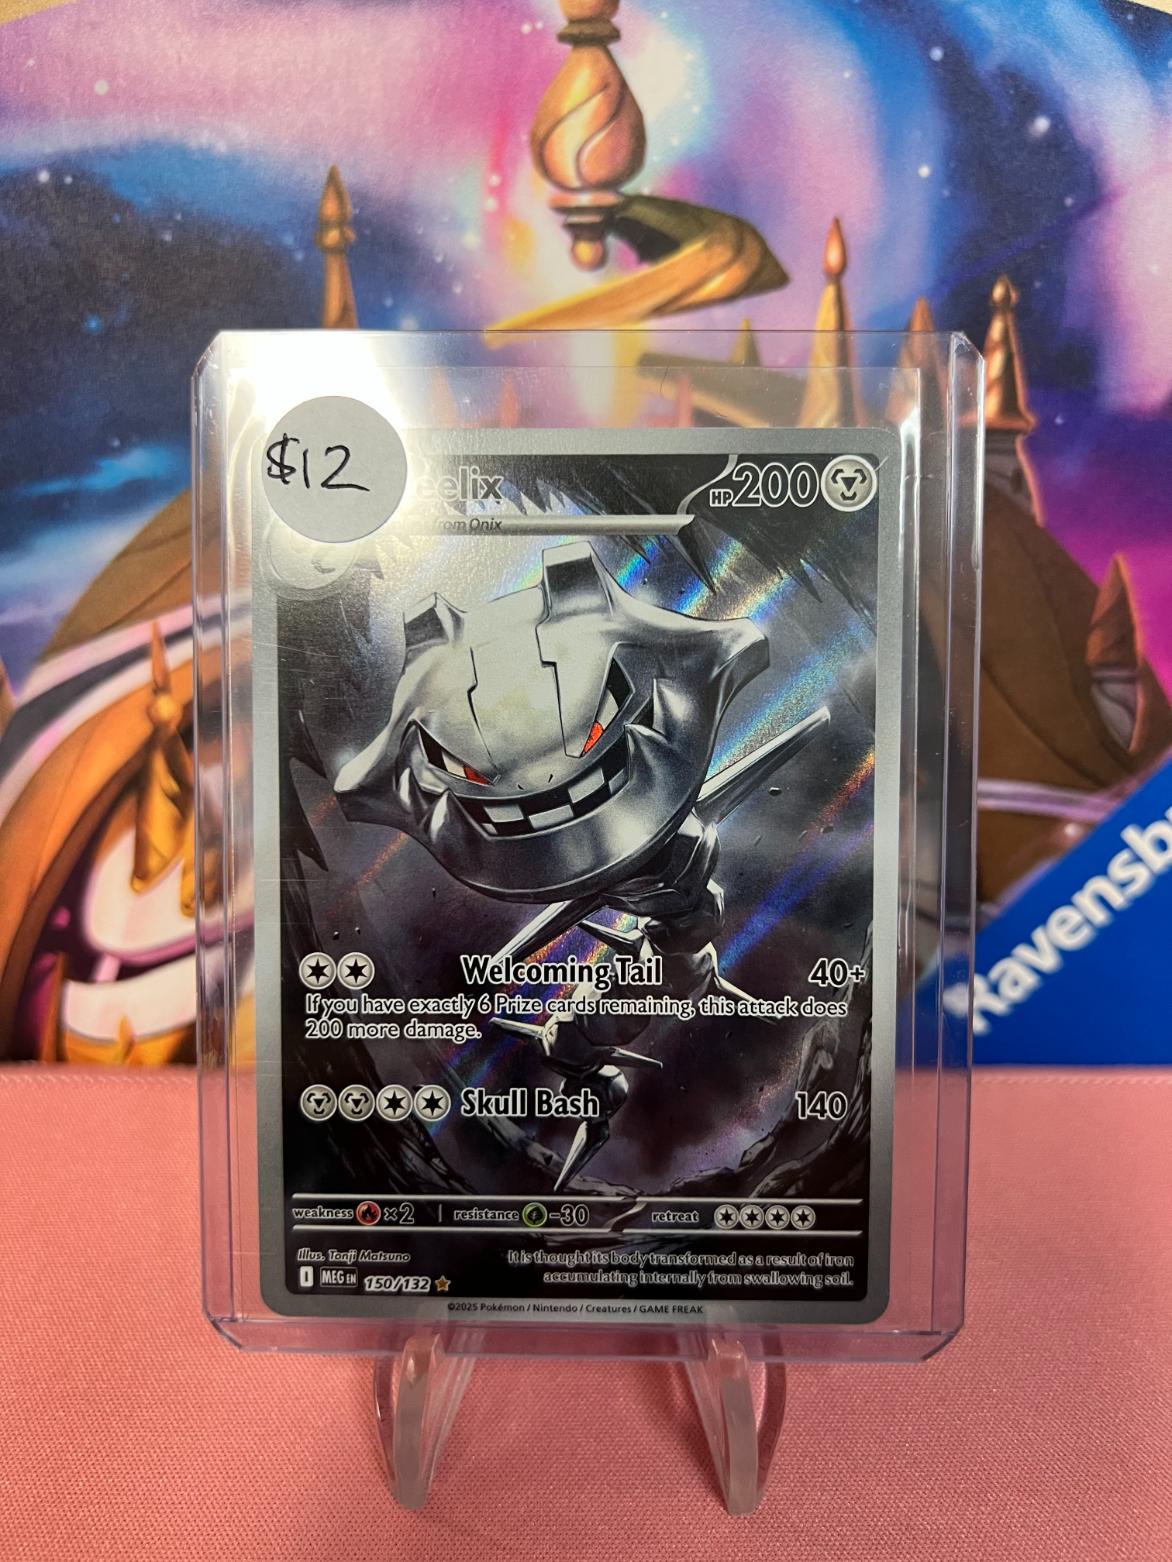 $12
eelix
HP 200
from Onix
Welcoming Tail 40+
If you have exactly 6 Prize cards remaining, this attack does
200 more damage.
Skull Bash 140
weakness ×2 resistance -30 retreat
Illus. Tonji Matsuno
It is thought its body transformed as a result of iron
accumulating internally from swallowing soil.
I MEG EN 150/132
©2025 Pokémon / Nintendo / Creatures / GAME FREAK
Ravensb